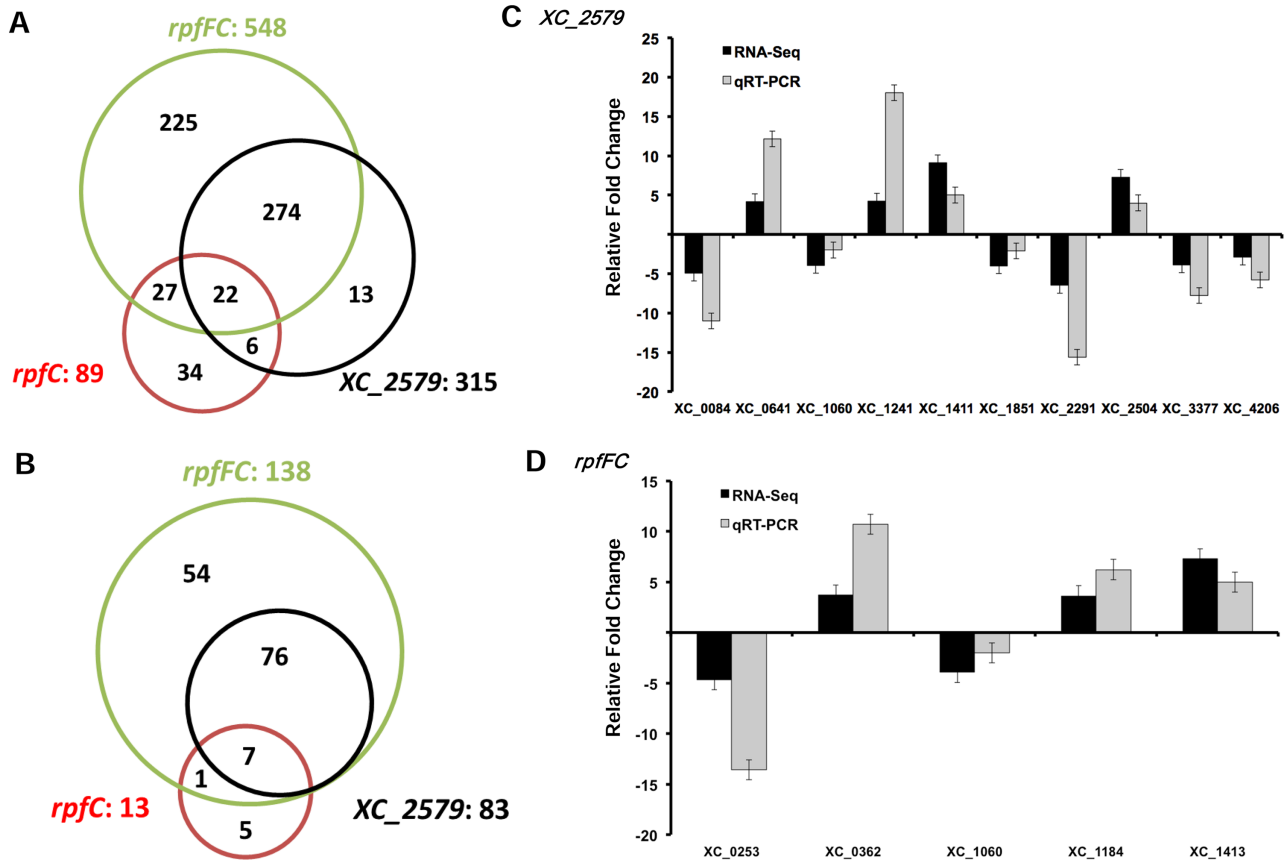 A
rpfFC: 548
225
274
27
22
13
6
34
rpfC: 89
XC_2579: 315
B
rpfFC: 138
54
76
7
1
5
rpfC: 13
XC_2579: 83
C XC_2579
Relative Fold Change
25
20
15
10
5
-5
-10
-15
-20
RNA-Seq
qRT-PCR
XC_0084 XC_0641 XC_1060 XC_1241 XC_1411 XC_1851 XC_2291 XC_2504 XC_3377 XC_4206
D rpfFC
Relative Fold Change
15
10
5
-5
-10
-15
-20
RNA-Seq
qRT-PCR
XC_0253 XC_0362 XC_1060 XC_1184 XC_1413